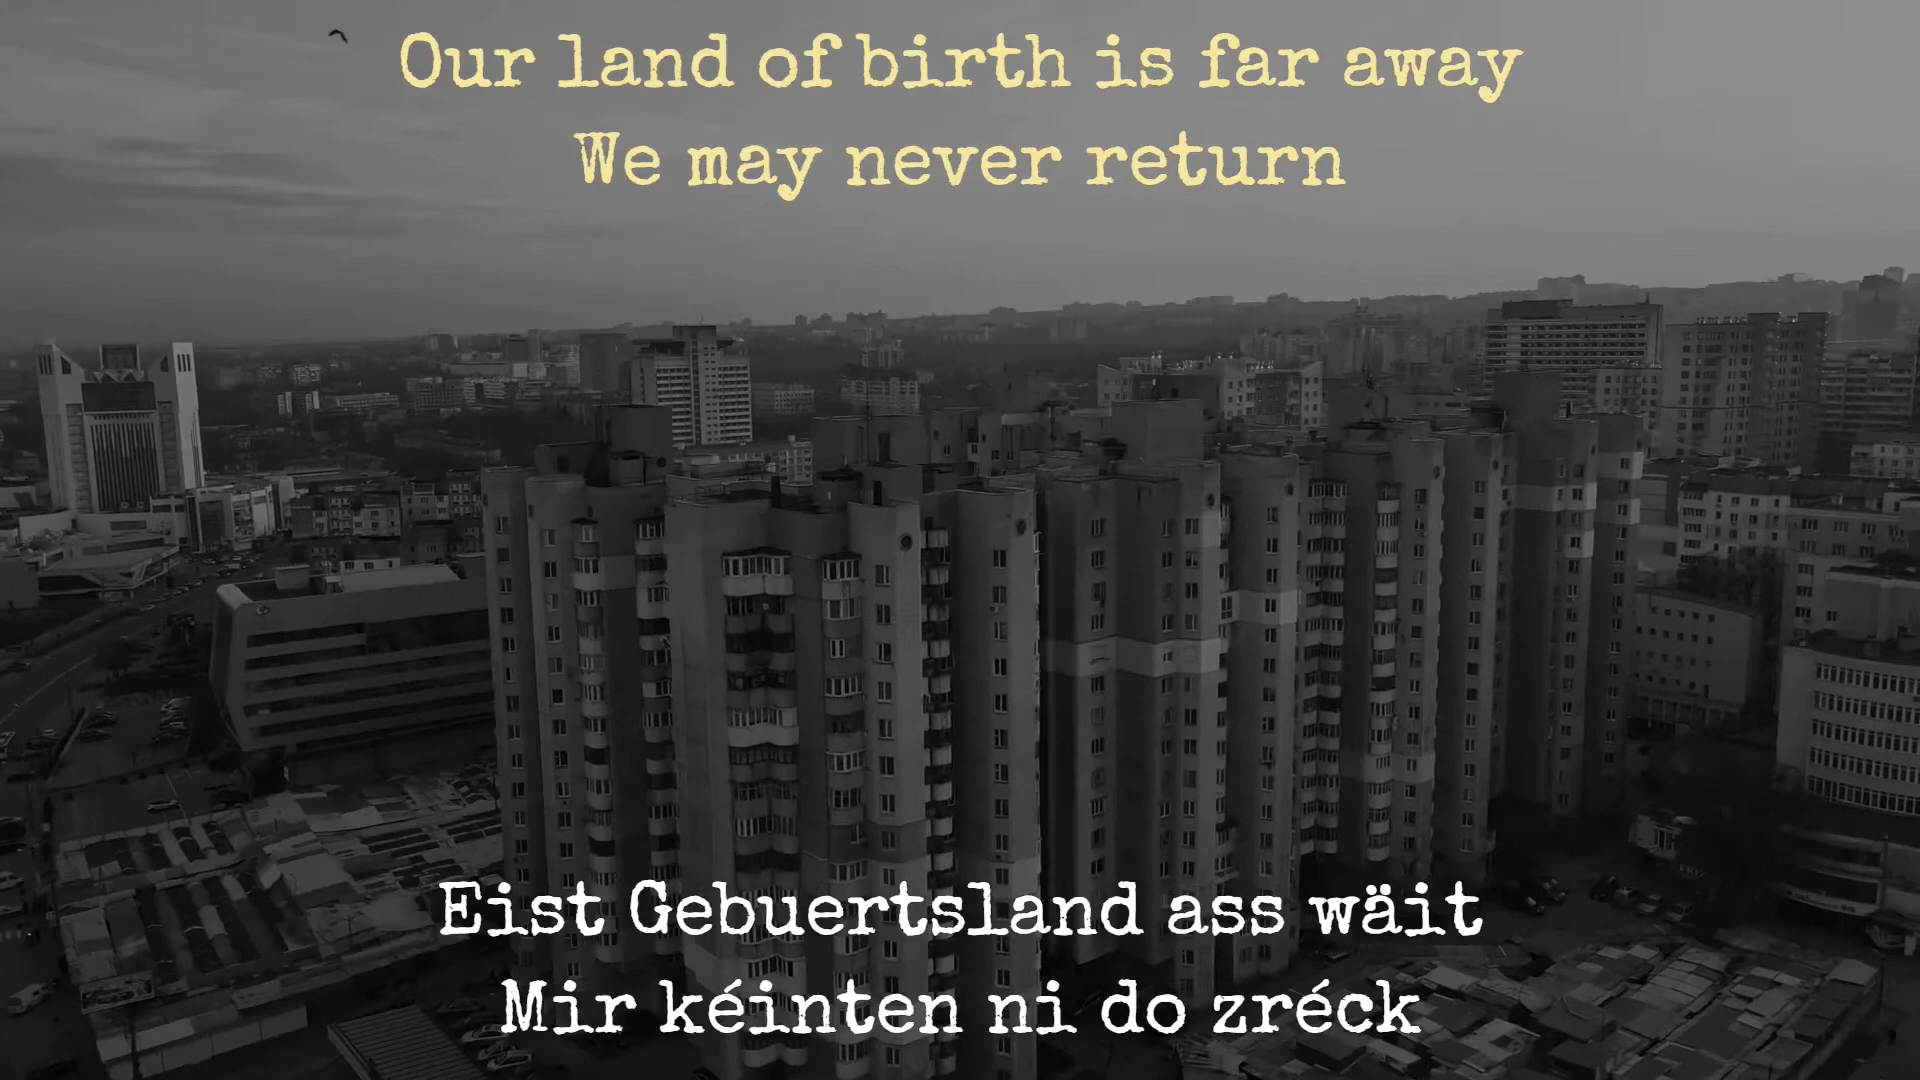 Our land of birth is far away
We may never return
Eist Gebuertsland ass wäit
Mir kéinten ni do zréck